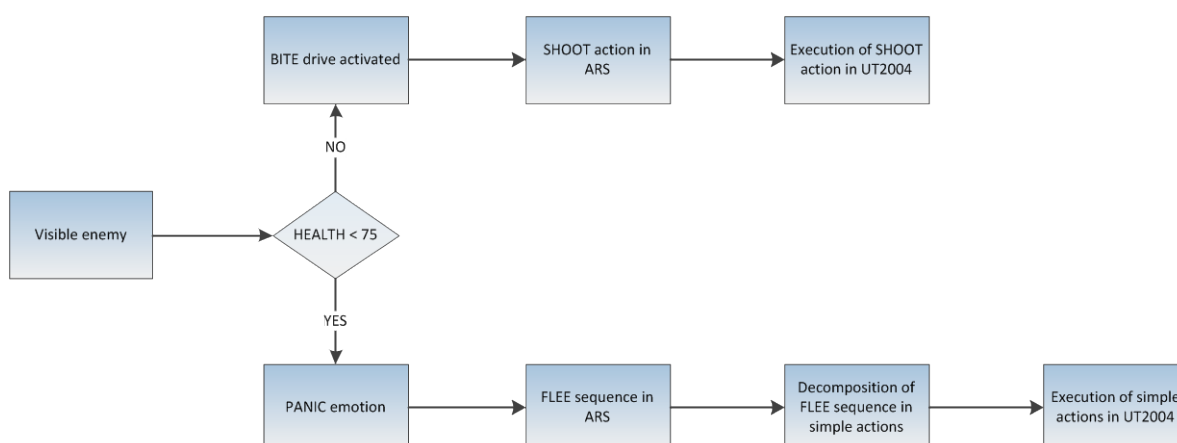 BITE drive activated
SHOOT action in
ARS
Execution of SHOOT
action in UT2004
NO
Visible enemy
HEALTH < 75
YES
PANIC emotion
FLEE sequence in
ARS
Decomposition of
FLEE sequence in
simple actions
Execution of simple
actions in UT2004